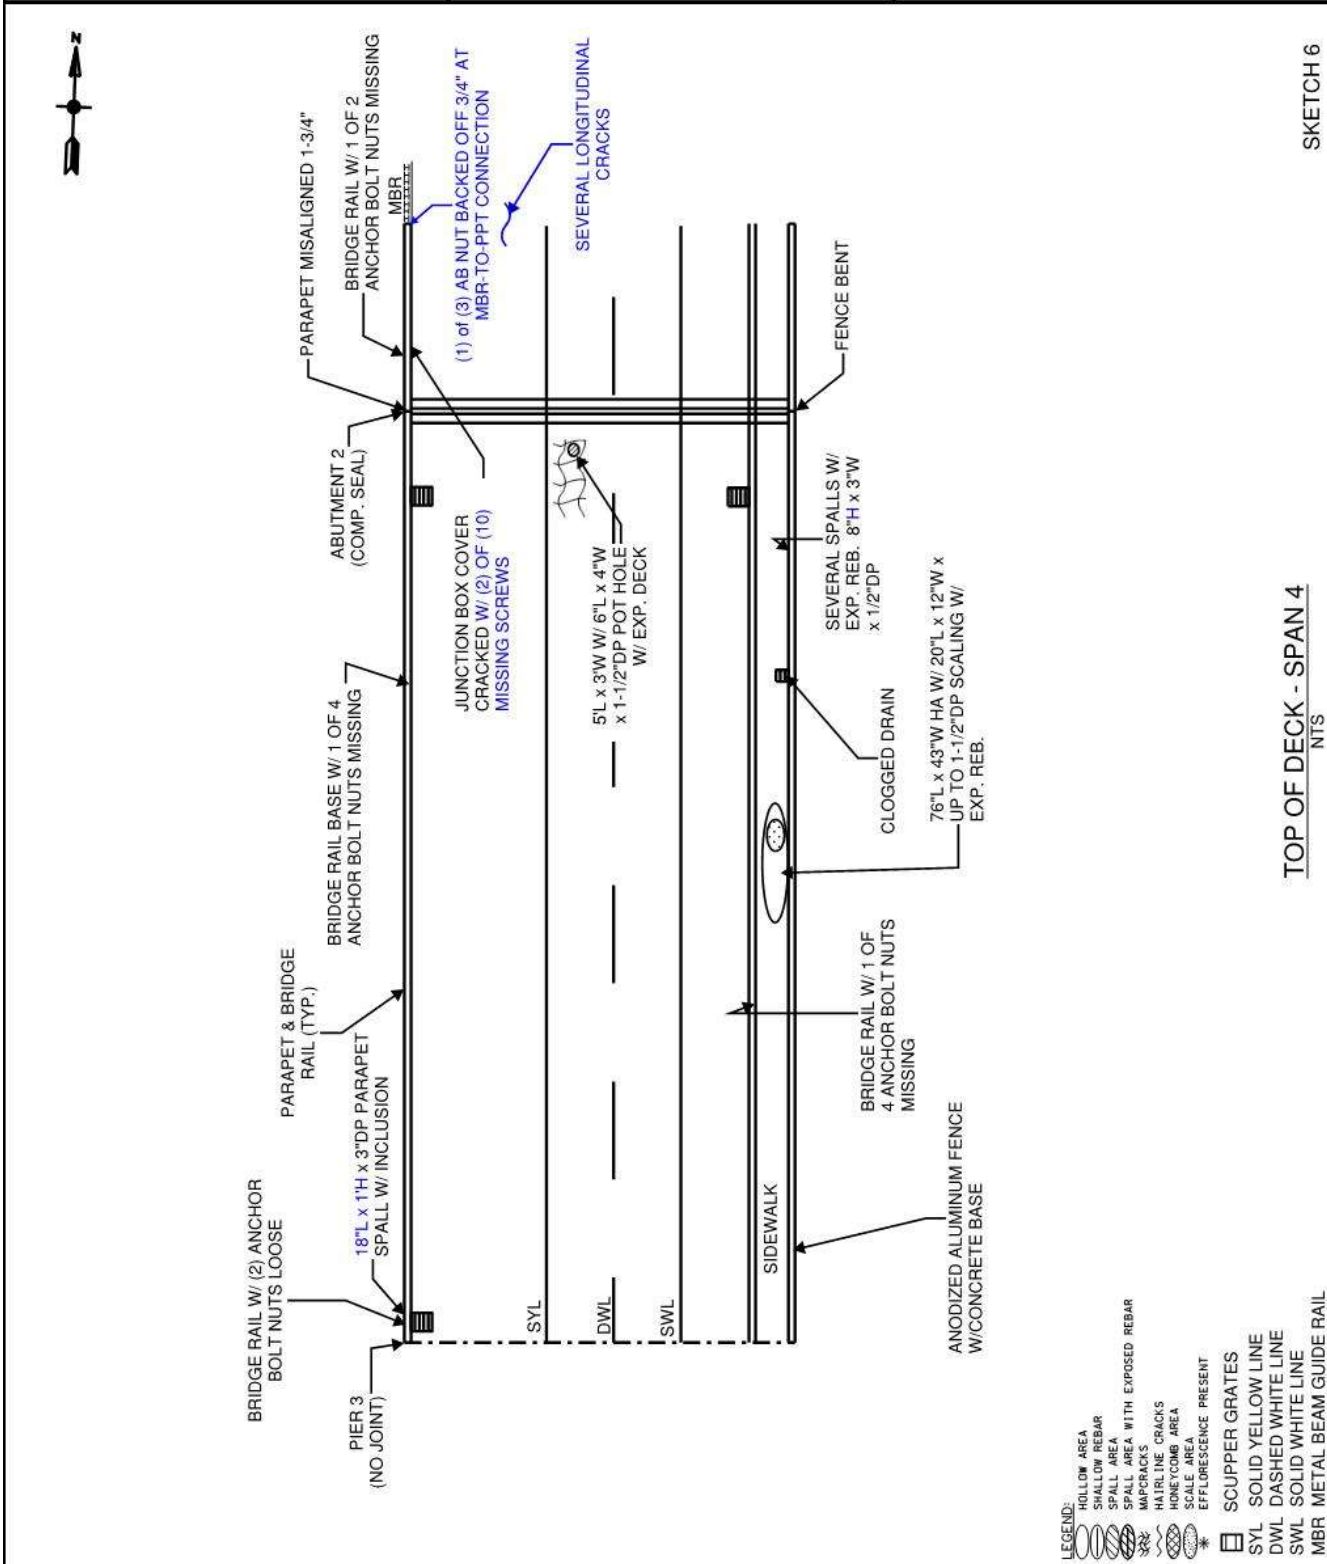 N
BRIDGE RAIL W/ (2) ANCHOR
BOLT NUTS LOOSE
PIER 3
(NO JOINT)
18"L x 1'H x 3"DP PARAPET
SPALL W/ INCLUSION
PARAPET & BRIDGE
RAIL (TYP.)
BRIDGE RAIL BASE W/ 1 OF 4
ANCHOR BOLT NUTS MISSING
ABUTMENT 2
(COMP. SEAL)
PARAPET MISALIGNED 1-3/4"
BRIDGE RAIL W/ 1 OF 2
ANCHOR BOLT NUTS MISSING
MBR
(1) of (3) AB NUT BACKED OFF 3/4" AT
MBR-TO-PPT CONNECTION
SEVERAL LONGITUDINAL
CRACKS
JUNCTION BOX COVER
CRACKED W/ (2) OF (10)
MISSING SCREWS
5'L x 3'W W/ 6"L x 4"W
x 1-1/2"DP POT HOLE
W/ EXP. DECK
SYL
DWL
SWL
SIDEWALK
FENCE BENT
SEVERAL SPALLS W/
EXP. REB. 8"H x 3"W
x 1/2"DP
CLOGGED DRAIN
76"L x 43"W HA W/ 20"L x 12"W x
UP TO 1-1/2"DP SCALING W/
EXP. REB.
BRIDGE RAIL W/ 1 OF
4 ANCHOR BOLT NUTS
MISSING
ANODIZED ALUMINUM FENCE
W/CONCRETE BASE
LEGEND:
HOLLOW AREA
SHALLOW REBAR
SPALL AREA
SPALL AREA WITH EXPOSED REBAR
MAPCRACKS
HAIRLINE CRACKS
HONEYCOMB AREA
SCALE AREA
* EFFLORESCENCE PRESENT
SCUPPER GRATES
SYL SOLID YELLOW LINE
DWL DASHED WHITE LINE
SWL SOLID WHITE LINE
MBR METAL BEAM GUIDE RAIL
TOP OF DECK - SPAN 4
NTS
SKETCH 6